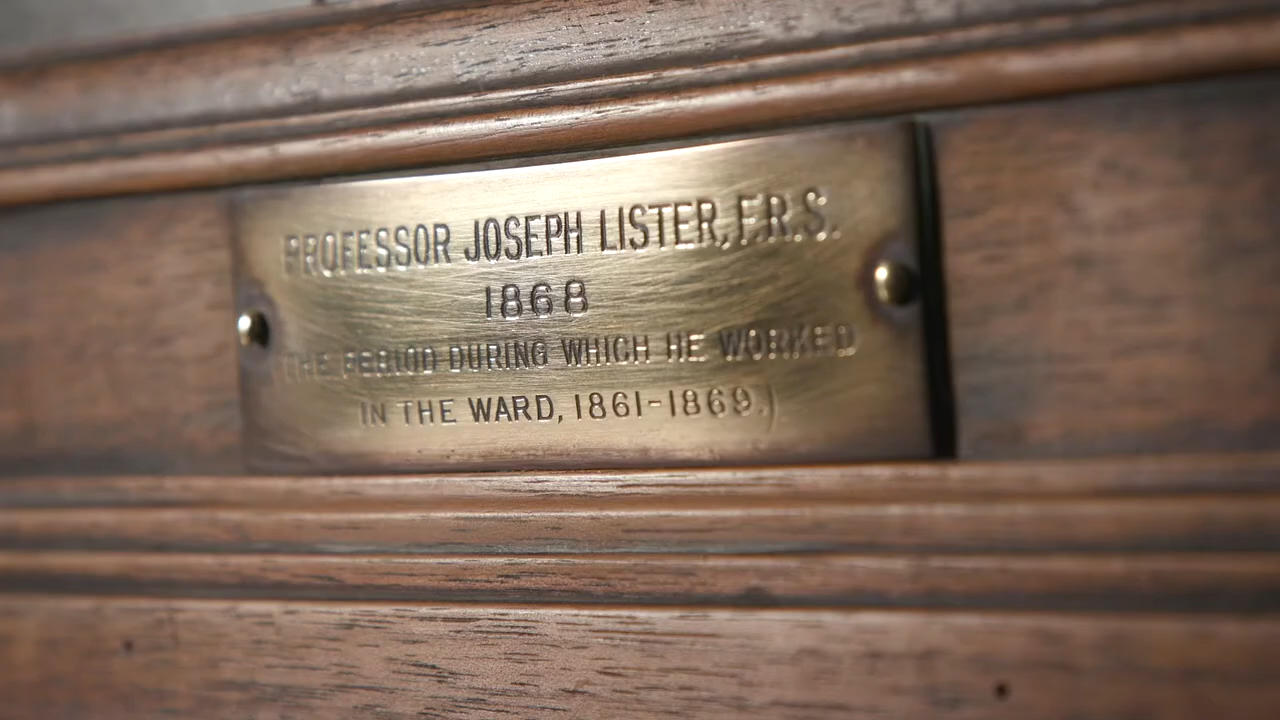 PROFESSOR JOSEPH LISTER, F.R.S.
1868
(THE PERIOD DURING WHICH HE WORKED
IN THE WARD, 1861-1869.)